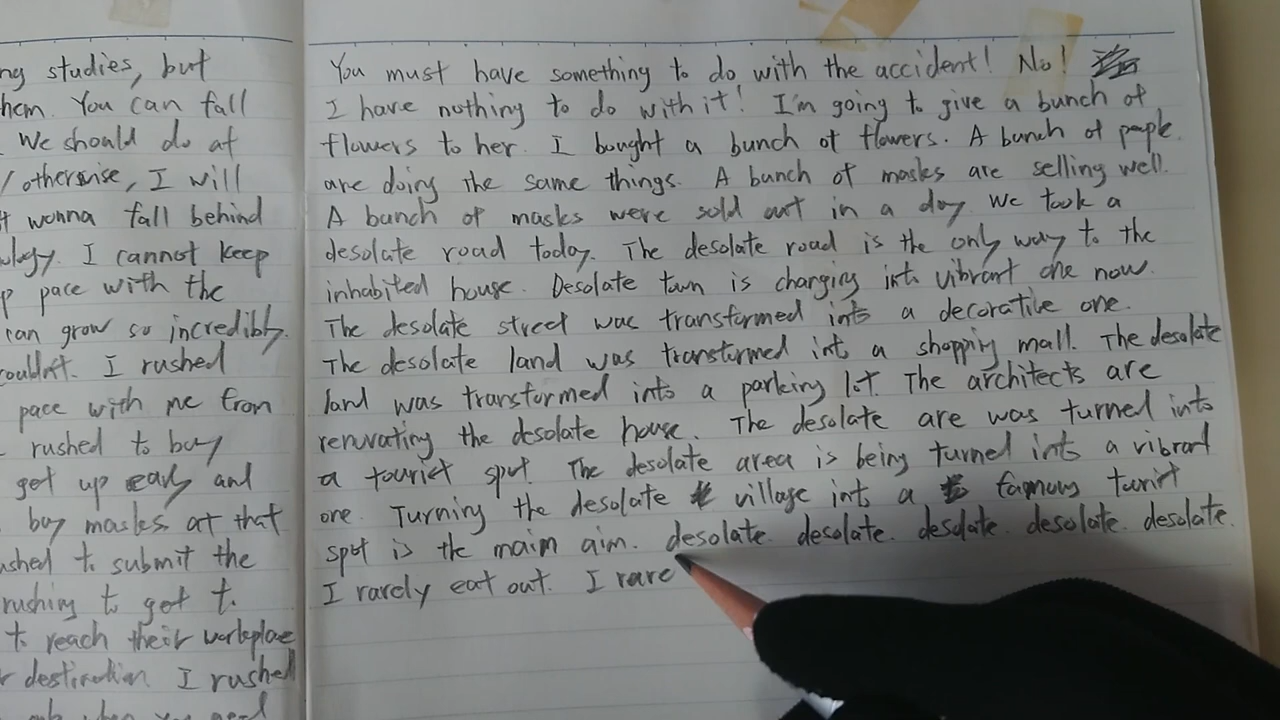 ng studies, but
hem. You can fall
We should do at
/ otherwise, I will
t wanna fall behind
ology. I cannot keep
p pace with the
can grow so incredibly.
couldn't. I rushed
pace with me from
rushed to buy
get up early and
buy masks at that
shed to submit the
rushing to get t.
to reach their workplace
r destination. I rushed
when you need
You must have something to do with the accident! No!
I have nothing to do with it! I'm going to give a bunch of
flowers to her. I bought a bunch of flowers. A bunch of people
are doing the same things. A bunch of masks are selling well.
A bunch of masks were sold out in a day. We took a
desolate road today. The desolate road is the only way to the
inhabited house. Desolate town is changing into vibrant one now.
The desolate street was transformed into a decorative one.
The desolate land was transformed into a shopping mall. The desolate
land was transformed into a parking lot. The architects are
renovating the desolate house. The desolate are was turned into
a tourist spot. The desolate area is being turned into a vibrant
one. Turning the desolate village into a famous tourist
spot is the maim aim. desolate. desolate. desolate. desolate. desolate.
I rarely eat out. I rare